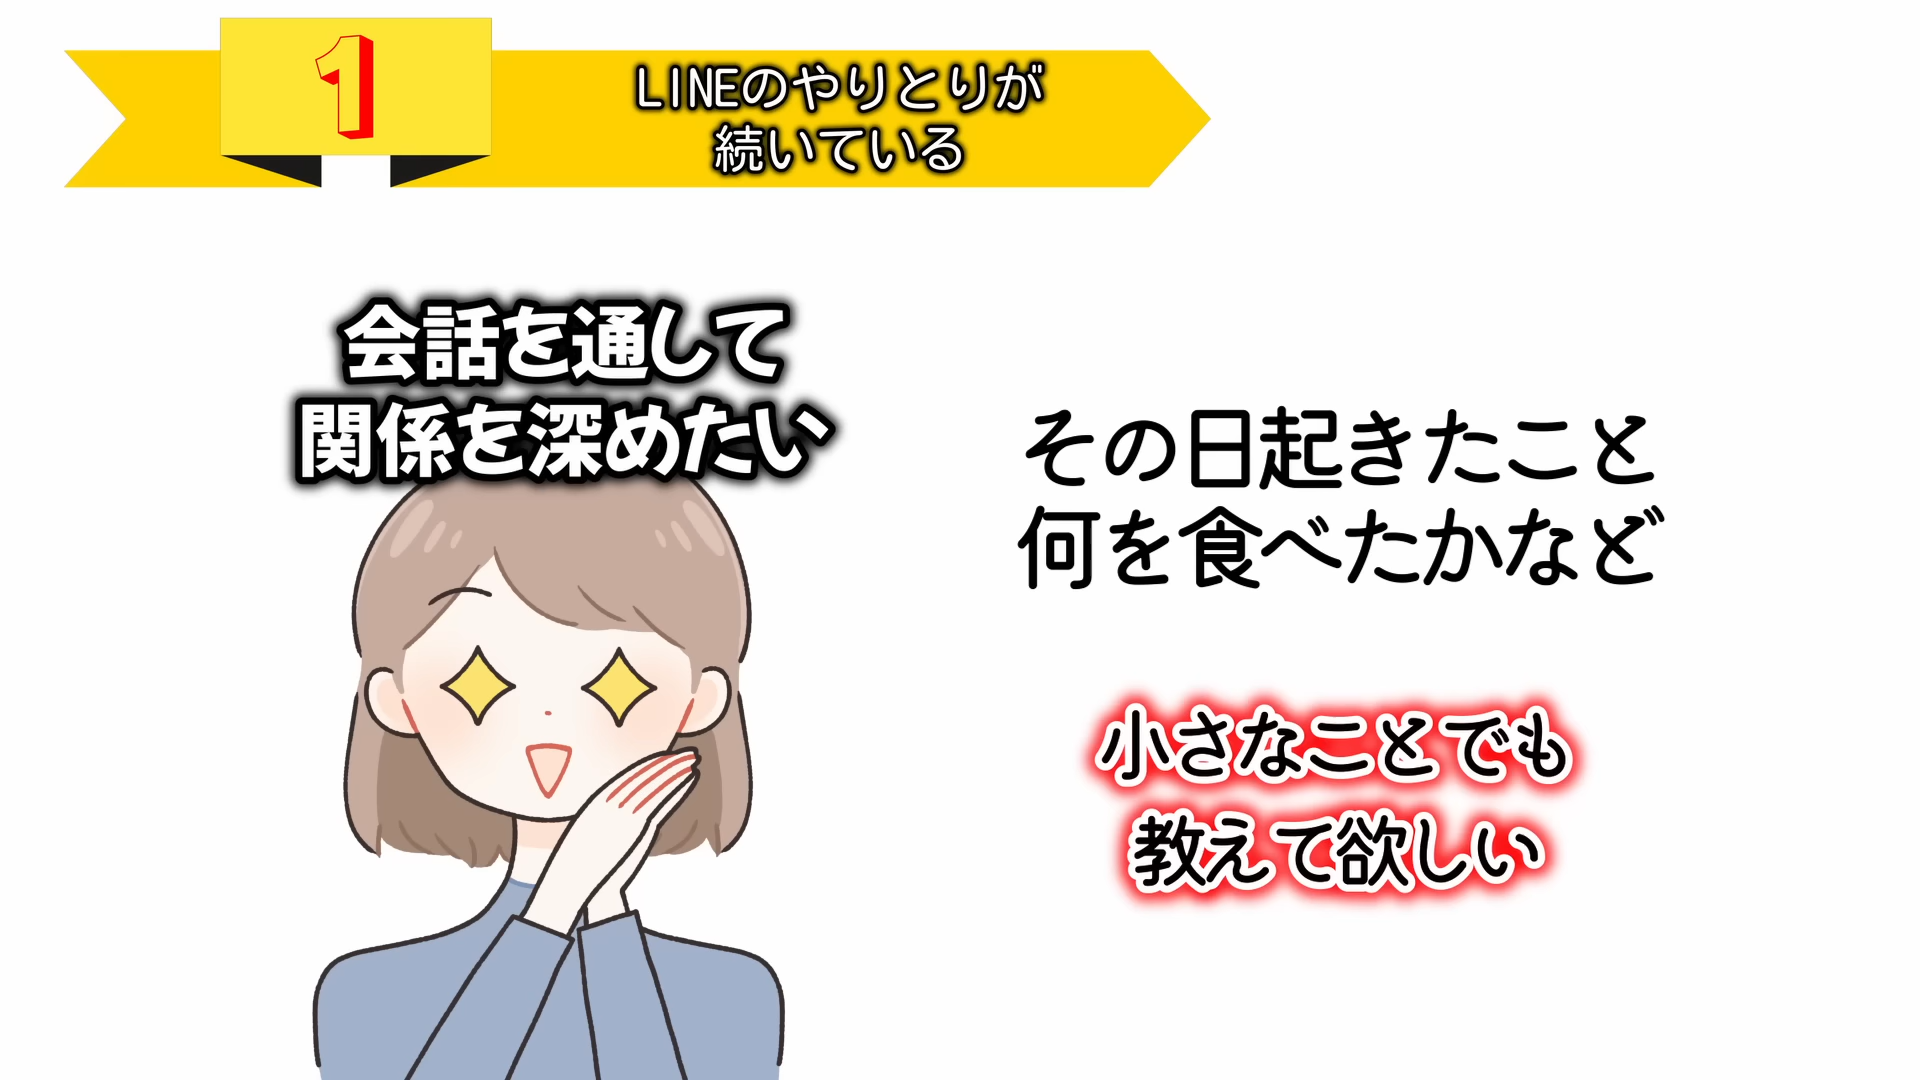 1
LINEのやりとりが
続いている
会話を通して
関係を深めたい
その日起きたこと
何を食べたかなど
小さなことでも
教えて欲しい